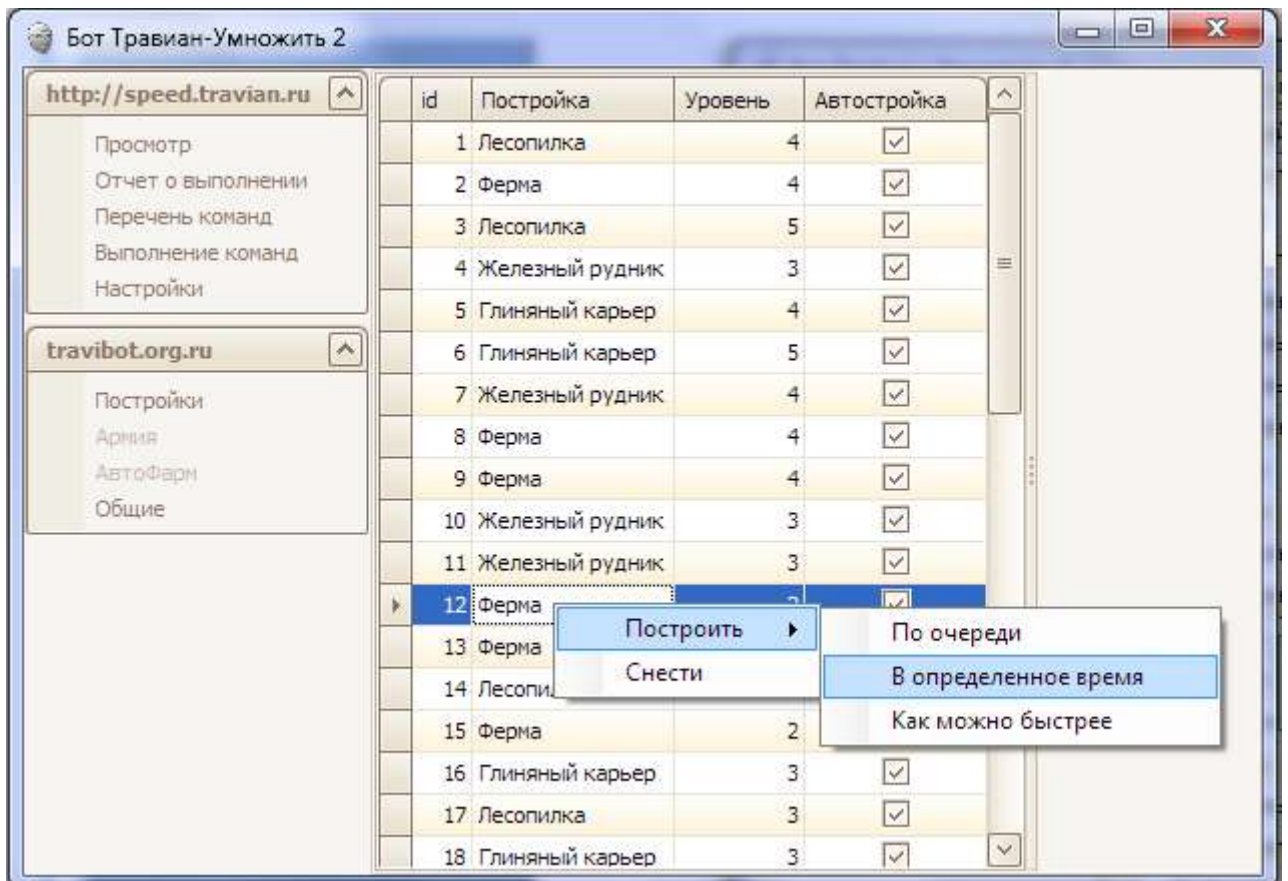 Бот Травиан-Умножить 2
http://speed.travian.ru
Просмотр
Отчет о выполнении
Перечень команд
Выполнение команд
Настройки
travibot.org.ru
Постройки
Армия
АвтоФарм
Общие
id Постройка Уровень Автостройка
1 Лесопилка 4
2 Ферма 4
3 Лесопилка 5
4 Железный рудник 3
5 Глиняный карьер 4
6 Глиняный карьер 5
7 Железный рудник 4
8 Ферма 4
9 Ферма 4
10 Железный рудник 3
11 Железный рудник 3
12 Ферма
13 Ферма
14 Лесопи
15 Ферма 2
16 Глиняный карьер 3
17 Лесопилка 3
18 Глиняный карьер 3
Построить
Снести
По очереди
В определенное время
Как можно быстрее